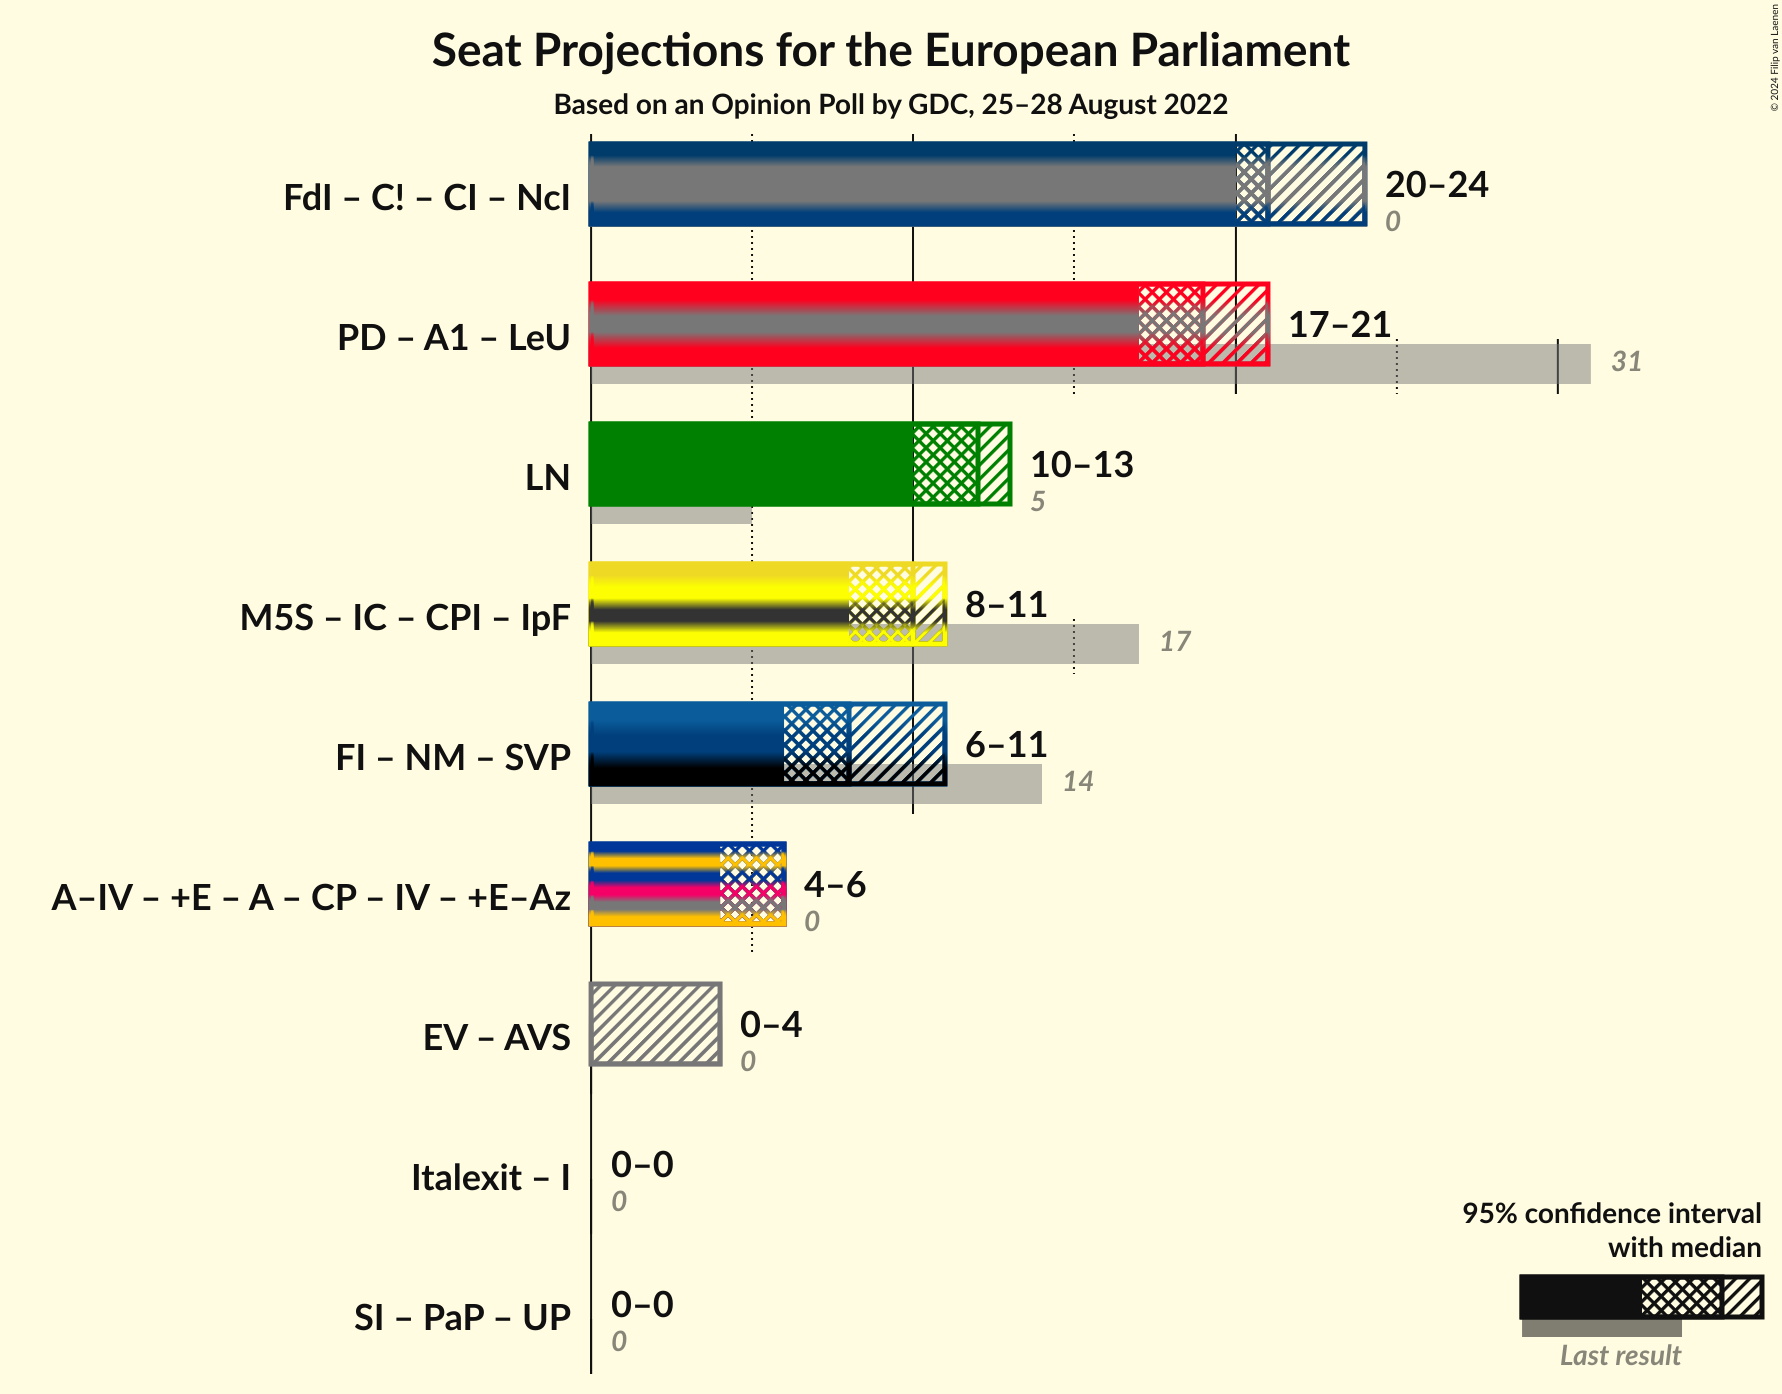 Seat Projections for the European Parliament
Based on an Opinion Poll by GDC, 25–28 August 2022
© 2024 Filip van Laenen
FdI – C! – CI – NcI
20–24
0
PD – A1 – LeU
17–21
31
LN
10–13
5
M5S – IC – CPI – IpF
8–11
17
FI – NM – SVP
6–11
14
A–IV – +E – A – CP – IV – +E–Az
4–6
0
EV – AVS
0–4
0
Italexit – I
0–0
0
SI – PaP – UP
0–0
0
95% confidence interval
with median
Last result